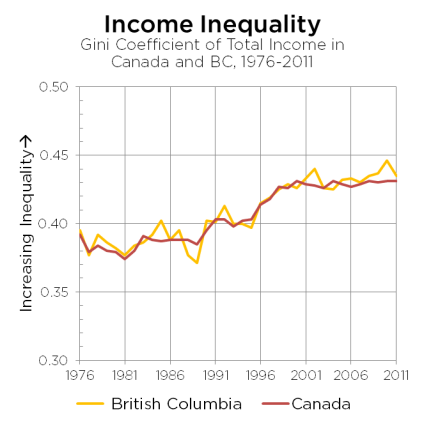 Income Inequality
Gini Coefficient of Total Income in
Canada and BC, 1976-2011
Increasing Inequality→
0.50
0.45
0.40
0.35
0.30
1976 1981 1986 1991 1996 2001 2006 2011
British Columbia Canada